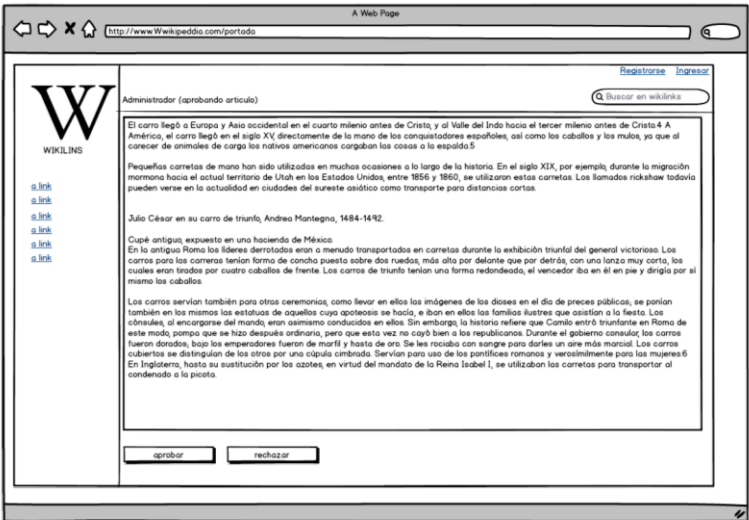 A Web Page
http://www.Wwikipeddia.com/portada
Registrarse Ingresar
Administrador (aprobando articulo)
Buscar en wikilinks
W
WIKILINS
a link
a link
a link
a link
a link
a link
El carro llegò a Europa y Asia occidental en el cuarto milenio antes de Cristo, y al Valle del Indo hacia el tercer milenio antes de Cristo.4 A
América, el carro llegó en el siglo XV, directamente de la mano de los conquistadores españoles, así como los caballos y los mulos, ya que al
carecer de animales de carga los nativos americanos cargaban las cosas a la espalda.5
Pequeñas carretas de mano han sido utilizadas en muchas ocasiones a lo largo de la historia. En el siglo XIX, por ejemplo, durante la migración
mormona hacia el actual territorio de Utah en los Estados Unidos, entre 1856 y 1860, se utilizaron estas carretas. Los llamados rickshaw todavía
pueden verse en la actualidad en ciudades del sureste asiático como transporte para distancias cortas.
Julio César en su carro de triunfo, Andrea Mantegna, 1484-1492.
Cupé antiguo, expuesto en una hacienda de México.
En la antigua Roma los líderes derrotados eran a menudo transportados en carretas durante la exhibición triunfal del general victorioso. Los
carros para las carreras tenían forma de concha puesta sobre dos ruedas, más alta por delante que por detrás, con una lanza muy corta, los
cuales eran tirados por cuatro caballos de frente. Los carros de triunfo tenían una forma redondeada, el vencedor iba en él en pie y dirigía por sí
mismo los caballos.
Los carros servían también para otras ceremonias, como llevar en ellos las imágenes de los dioses en el día de preces públicas, se ponían
también en los mismos las estatuas de aquellos cuya apoteosis se hacía, e iban en ellos las familias ilustres que asistían a la fiesta. Los
cónsules, al encargarse del mando, eran asimismo conducidos en ellos. Sin embargo, la historia refiere que Camilo entró triunfante en Roma de
este modo, pompa que se hizo después ordinaria, pero que esta vez no cayó bien a los republicanos. Durante el gobierno consular, los carros
fueron dorados; bajo los emperadores fueron de marfil y hasta de oro. Se les rociaba con sangre para darles un aire más marcial. Los carros
cubiertos se distinguían de los otros por una cúpula cimbrada. Servían para uso de los pontífices romanos y verosímilmente para las mujeres.6
En Inglaterra, hasta su sustitución por los azotes, en virtud del mandato de la Reina Isabel I, se utilizaban las carretas para transportar al
condenado a la picota.
aprobar rechazar